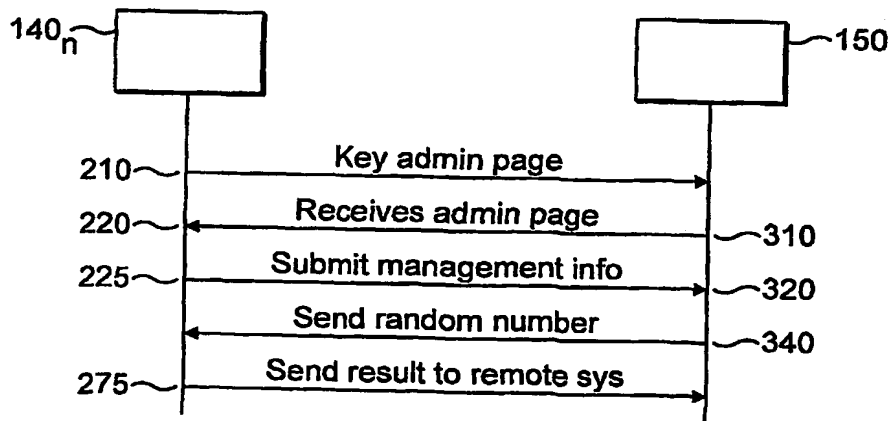 140n
150
210 Key admin page
220 Receives admin page 310
225 Submit management info 320
Send random number 340
275 Send result to remote sys